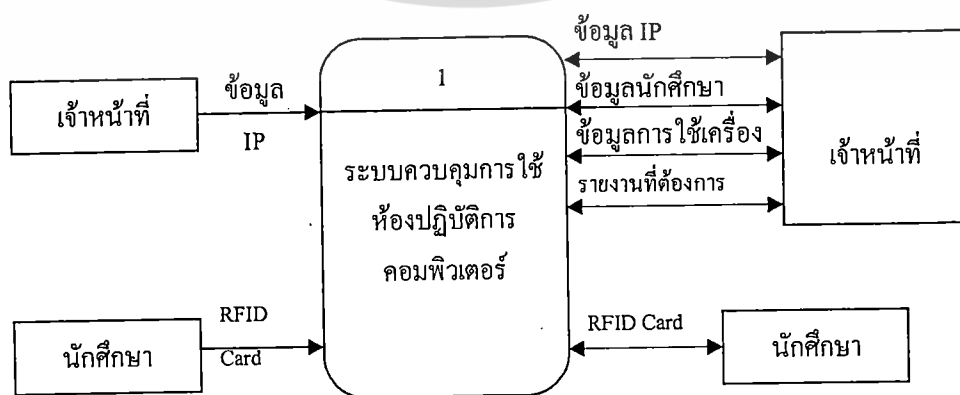 เจ้าหน้าที่
ข้อมูล
IP
นักศึกษา
RFID
Card
1
ระบบควบคุมการใช้
ห้องปฏิบัติการ
คอมพิวเตอร์
ข้อมูล IP
ข้อมูลนักศึกษา
ข้อมูลการใช้เครื่อง
รายงานที่ต้องการ
เจ้าหน้าที่
RFID Card
นักศึกษา